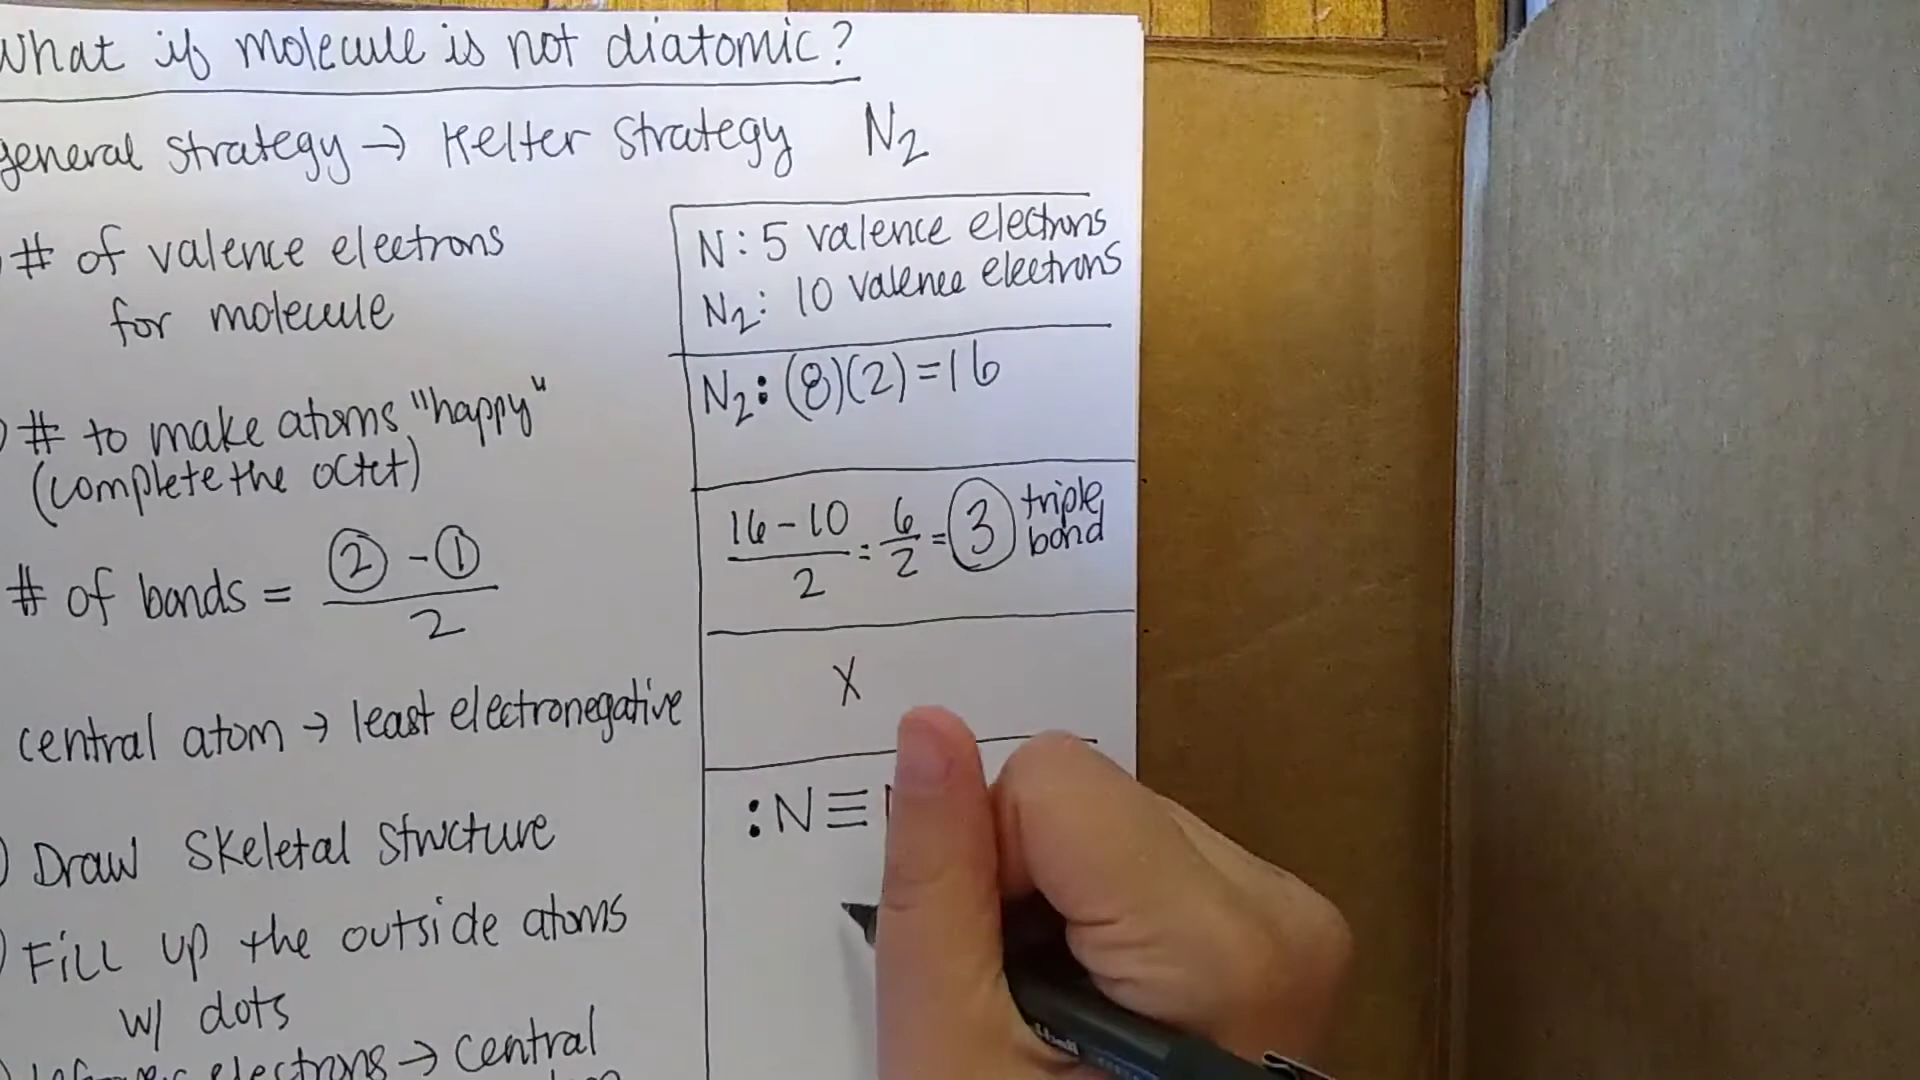 What if molecule is not diatomic?
general strategy → Kelter strategy N₂
# of valence electrons
for molecule
# to make atoms "happy"
(complete the octet)
# of bonds = (② - ①)/2
central atom → least electronegative
Draw skeletal structure
Fill up the outside atoms
w/ dots
electrons → central
N: 5 valence electrons
N₂: 10 valence electrons
N₂: (8)(2) = 16
(16 - 10)/2 = 6/2 = ③ triple
bond
X
:N≡